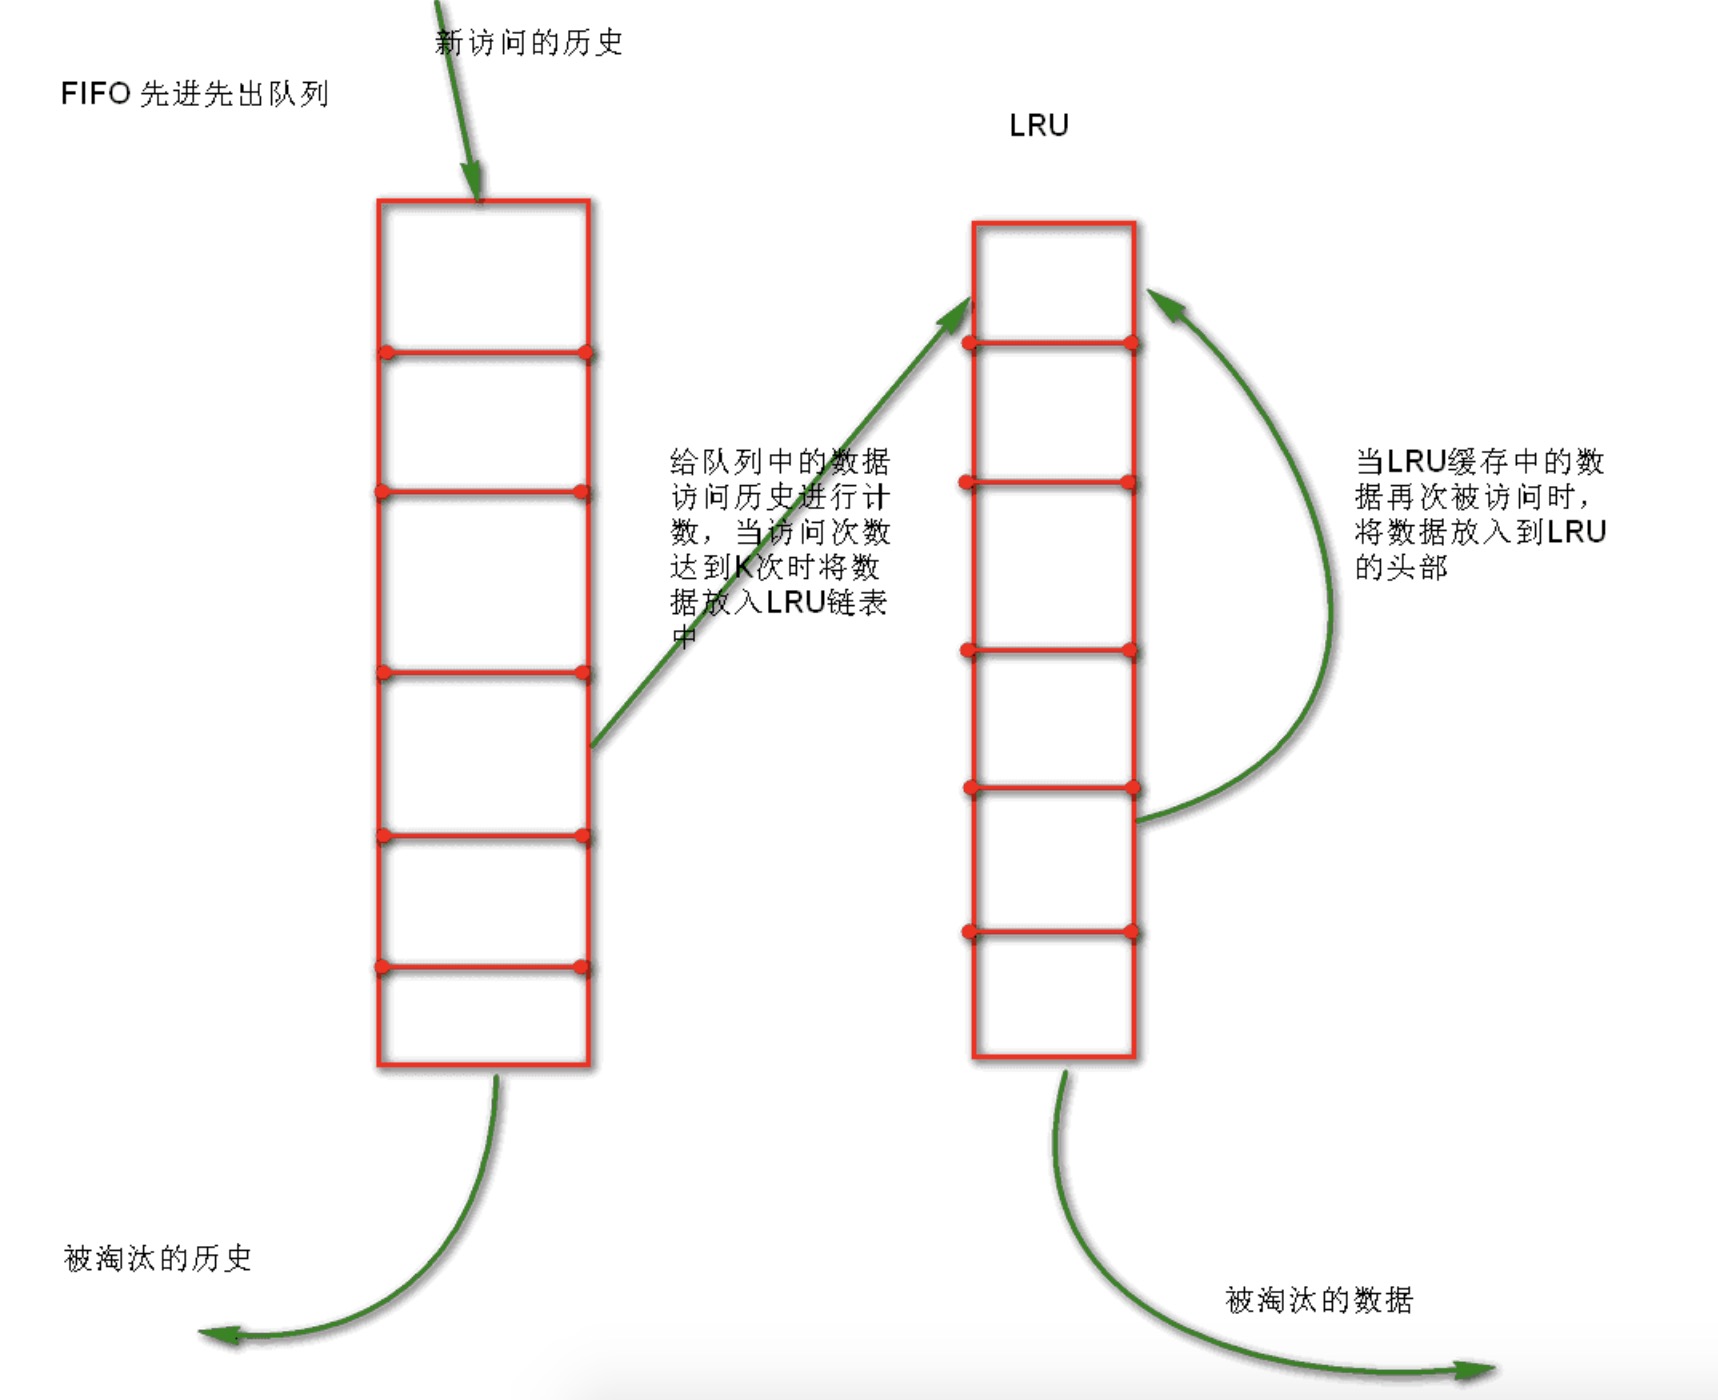 新访问的历史
FIFO 先进先出队列
LRU
给队列中的数据
访问历史进行计
数，当访问次数
达到K次时将数
据放入LRU链表
中
当LRU缓存中的数
据再次被访问时，
将数据放入到LRU
的头部
被淘汰的历史
被淘汰的数据